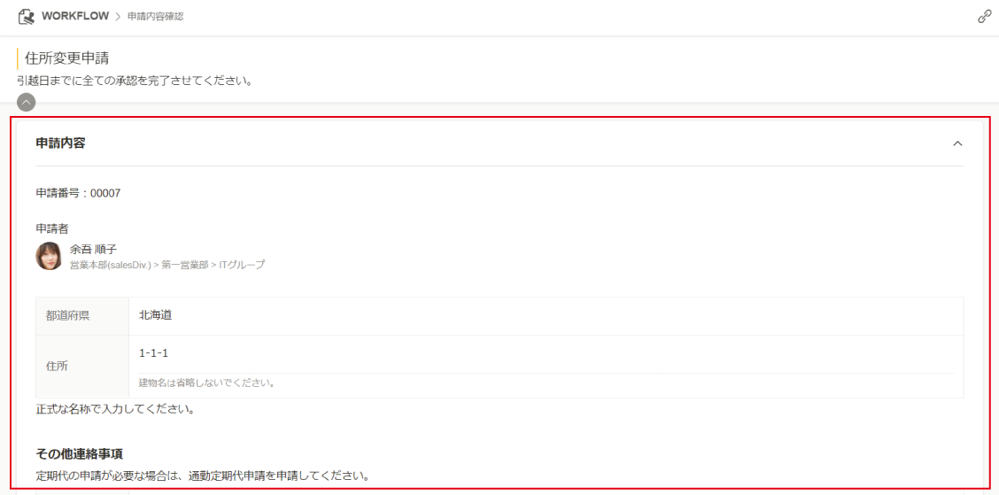 WORKFLOW > 申請内容確認
住所変更申請
引越日までに全ての承認を完了させてください。
申請内容
申請番号：00007
申請者
余吾 順子
営業本部(salesDiv.) > 第一営業部 > ITグループ
都道府県 北海道
住所 1-1-1
建物名は省略しないでください。
正式な名称で入力してください。
その他連絡事項
定期代の申請が必要な場合は、通勤定期代申請を申請してください。